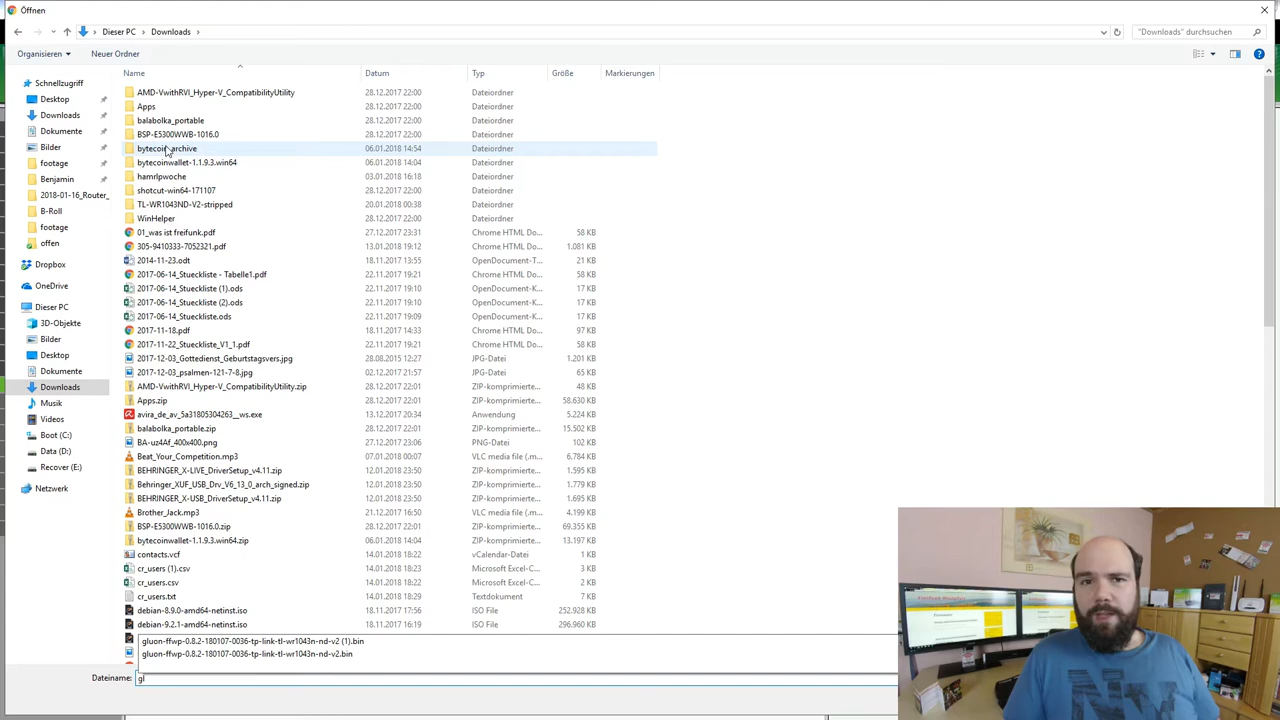 Öffnen
Dieser PC > Downloads >
"Downloads" durchsuchen
Organisieren
Neuer Ordner
Name Datum Typ Größe Markierungen
Schnellzugriff
Desktop
Downloads
Dokumente
Bilder
footage
Benjamin
2018-01-16_Router_
B-Roll
footage
offen
Dropbox
OneDrive
Dieser PC
3D-Objekte
Bilder
Desktop
Dokumente
Downloads
Musik
Videos
Boot (C:)
Data (D:)
Recover (E:)
Netzwerk
AMD-VwithRVI_Hyper-V_CompatibilityUtility 28.12.2017 22:00 Dateiordner
Apps 28.12.2017 22:00 Dateiordner
balabolka_portable 28.12.2017 22:00 Dateiordner
BSP-E5300WWB-1016.0 28.12.2017 22:00 Dateiordner
bytecoin_archive 06.01.2018 14:54 Dateiordner
bytecoinwallet-1.1.9.3.win64 06.01.2018 14:04 Dateiordner
hamrlpwoche 03.01.2018 16:18 Dateiordner
shotcut-win64-171107 28.12.2017 22:00 Dateiordner
TL-WR1043ND-V2-stripped 20.01.2018 00:38 Dateiordner
WinHelper 28.12.2017 22:00 Dateiordner
01_was ist freifunk.pdf 27.12.2017 23:31 Chrome HTML Do... 58 KB
305-9410333-7052321.pdf 13.01.2018 19:12 Chrome HTML Do... 1.081 KB
2014-11-23.odt 18.11.2017 13:55 OpenDocument-T... 21 KB
2017-06-14_Stueckliste - Tabelle1.pdf 22.11.2017 19:21 Chrome HTML Do... 58 KB
2017-06-14_Stueckliste (1).ods 22.11.2017 19:10 OpenDocument-K... 17 KB
2017-06-14_Stueckliste (2).ods 22.11.2017 19:10 OpenDocument-K... 17 KB
2017-06-14_Stueckliste.ods 22.11.2017 19:09 OpenDocument-K... 17 KB
2017-11-18.pdf 18.11.2017 14:33 Chrome HTML Do... 97 KB
2017-11-22_Stueckliste_V1_1.pdf 22.11.2017 19:21 Chrome HTML Do... 58 KB
2017-12-03_Gottedienst_Geburtstagsvers.jpg 28.08.2015 12:27 JPG-Datei 1.201 KB
2017-12-03_psalmen-121-7-8.jpg 02.12.2017 21:57 JPG-Datei 65 KB
AMD-VwithRVI_Hyper-V_CompatibilityUtility.zip 28.12.2017 22:01 ZIP-komprimierte... 48 KB
Apps.zip 28.12.2017 22:01 ZIP-komprimierte... 58.630 KB
avira_de_av_5a31805304263__ws.exe 13.12.2017 20:34 Anwendung 5.224 KB
balabolka_portable.zip 28.12.2017 22:01 ZIP-komprimierte... 15.502 KB
BA-uz4Af_400x400.png 27.12.2017 23:06 PNG-Datei 102 KB
Beat_Your_Competition.mp3 07.01.2018 00:07 VLC media file (.m... 6.784 KB
BEHRINGER_X-LIVE_DriverSetup_v4.11.zip 12.01.2018 23:50 ZIP-komprimierte... 1.595 KB
Behringer_XUF_USB_Drv_V6_13_0_arch_signed.zip 12.01.2018 23:50 ZIP-komprimierte... 1.779 KB
BEHRINGER_X-USB_DriverSetup_v4.11.zip 12.01.2018 23:50 ZIP-komprimierte... 1.695 KB
Brother_Jack.mp3 21.12.2017 16:50 VLC media file (.m... 4.199 KB
BSP-E5300WWB-1016.0.zip 28.12.2017 22:01 ZIP-komprimierte... 69.355 KB
bytecoinwallet-1.1.9.3.win64.zip 06.01.2018 14:04 ZIP-komprimierte... 13.197 KB
contacts.vcf 14.01.2018 18:22 vCalendar-Datei 3 KB
cr_users (1).csv 14.01.2018 18:23 Microsoft Excel-C... 3 KB
cr_users.csv 14.01.2018 18:22 Microsoft Excel-C... 7 KB
cr_users.txt 14.01.2018 18:29 Textdokument 7 KB
debian-8.9.0-amd64-netinst.iso 18.11.2017 17:56 ISO File 252.928 KB
debian-9.2.1-amd64-netinst.iso 18.11.2017 16:19 ISO File 296.960 KB
gluon-ffwp-0.8.2-180107-0036-tp-link-tl-wr1043n-nd-v2 (1).bin
gluon-ffwp-0.8.2-180107-0036-tp-link-tl-wr1043n-nd-v2.bin
Dateiname: gl